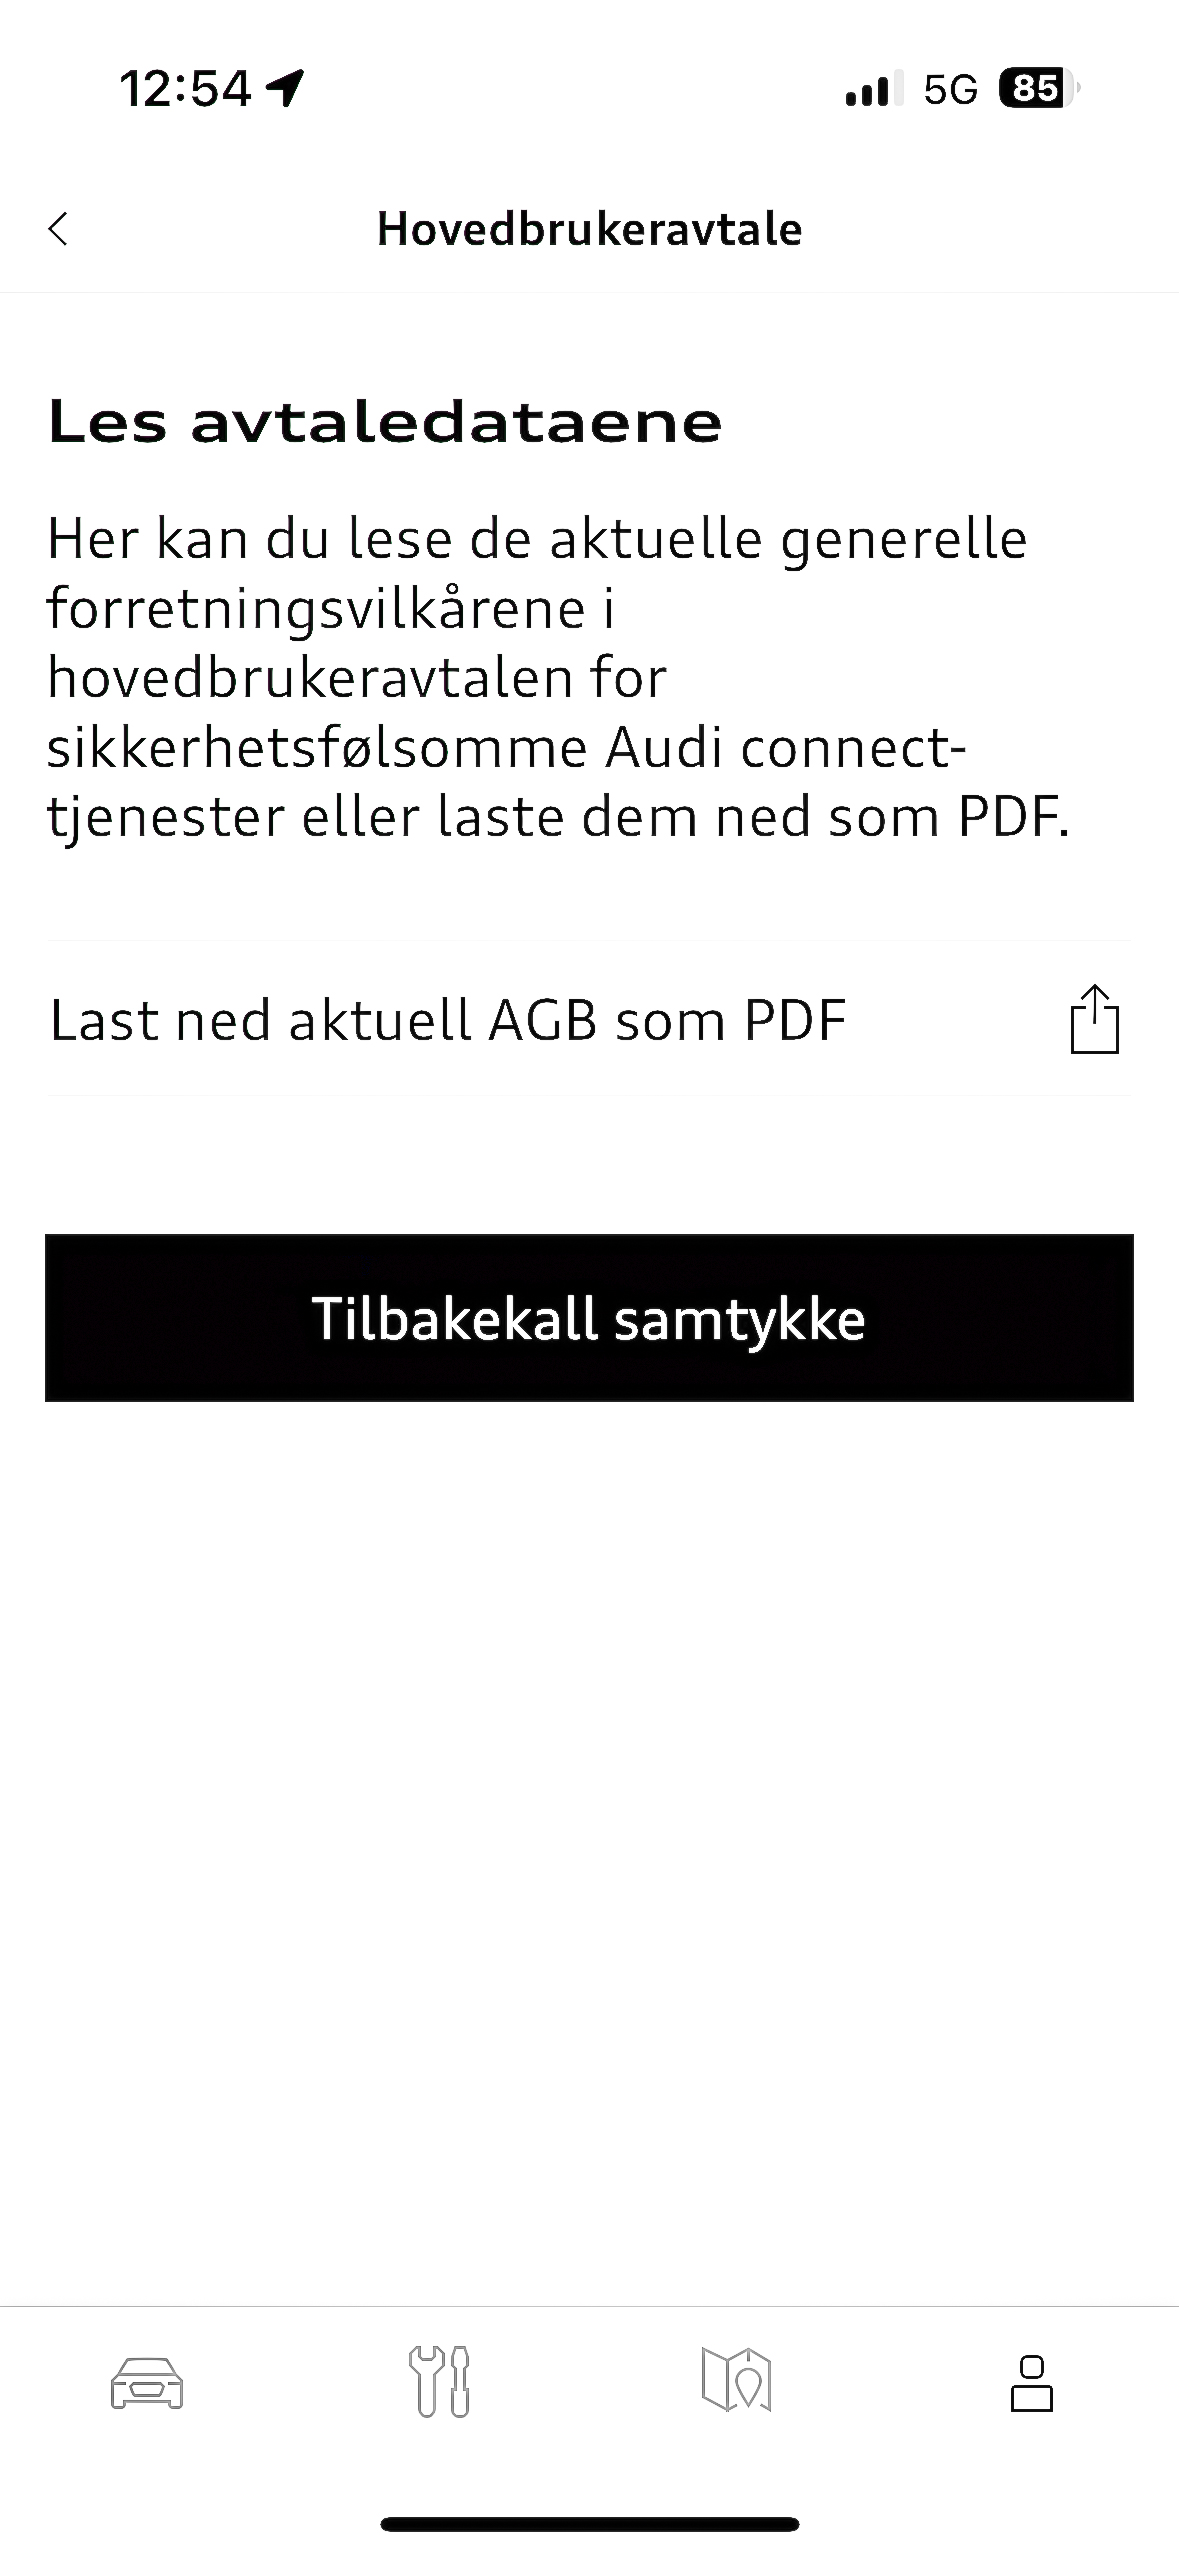 12:54 5G 85
Hovedbrukeravtale
Les avtaledataene
Her kan du lese de aktuelle generelle
forretningsvilkårene i
hovedbrukeravtalen for
sikkerhetsfølsomme Audi connect-
tjenester eller laste dem ned som PDF.
Last ned aktuell AGB som PDF
Tilbakekall samtykke